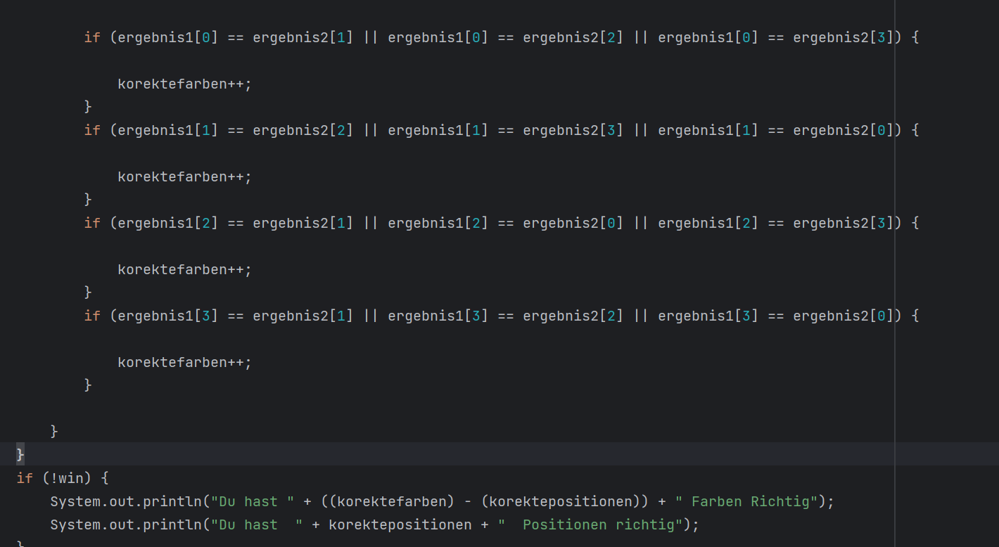 if (ergebnis1[0] == ergebnis2[1] || ergebnis1[0] == ergebnis2[2] || ergebnis1[0] == ergebnis2[3]) {
korektefarben++;
}
if (ergebnis1[1] == ergebnis2[2] || ergebnis1[1] == ergebnis2[3] || ergebnis1[1] == ergebnis2[0]) {
korektefarben++;
}
if (ergebnis1[2] == ergebnis2[1] || ergebnis1[2] == ergebnis2[0] || ergebnis1[2] == ergebnis2[3]) {
korektefarben++;
}
if (ergebnis1[3] == ergebnis2[1] || ergebnis1[3] == ergebnis2[2] || ergebnis1[3] == ergebnis2[0]) {
korektefarben++;
}
}
}
if (!win) {
System.out.println("Du hast " + ((korektefarben) - (korektepositionen)) + " Farben Richtig");
System.out.println("Du hast  " + korektepositionen + "  Positionen richtig");
}